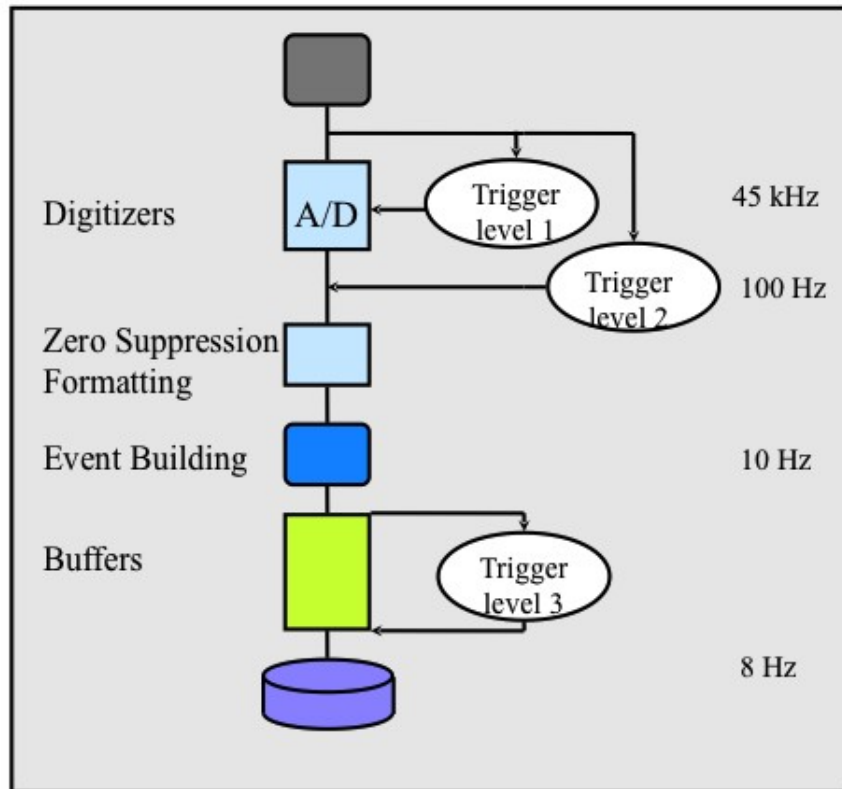 Digitizers
A/D
Trigger
level 1
45 kHz
Trigger
level 2
100 Hz
Zero Suppression
Formatting
Event Building
10 Hz
Buffers
Trigger
level 3
8 Hz